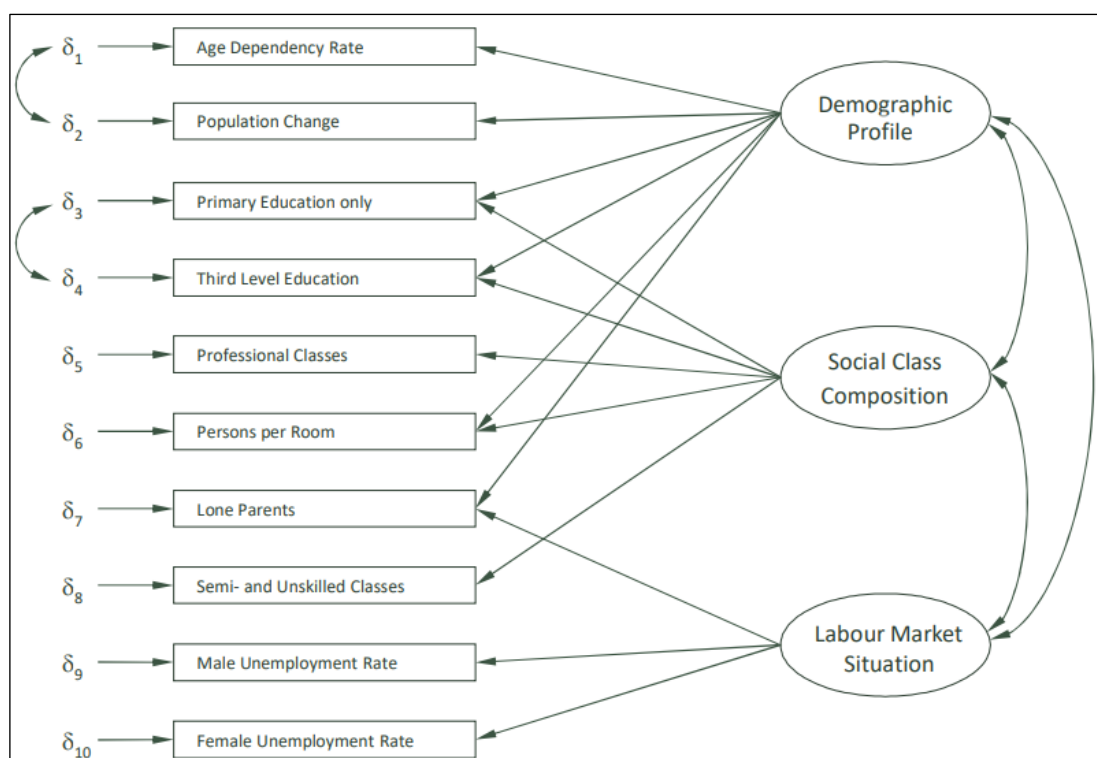 δ1 Age Dependency Rate
δ2 Population Change
δ3 Primary Education only
δ4 Third Level Education
δ5 Professional Classes
δ6 Persons per Room
δ7 Lone Parents
δ8 Semi- and Unskilled Classes
δ9 Male Unemployment Rate
δ10 Female Unemployment Rate
Demographic
Profile
Social Class
Composition
Labour Market
Situation